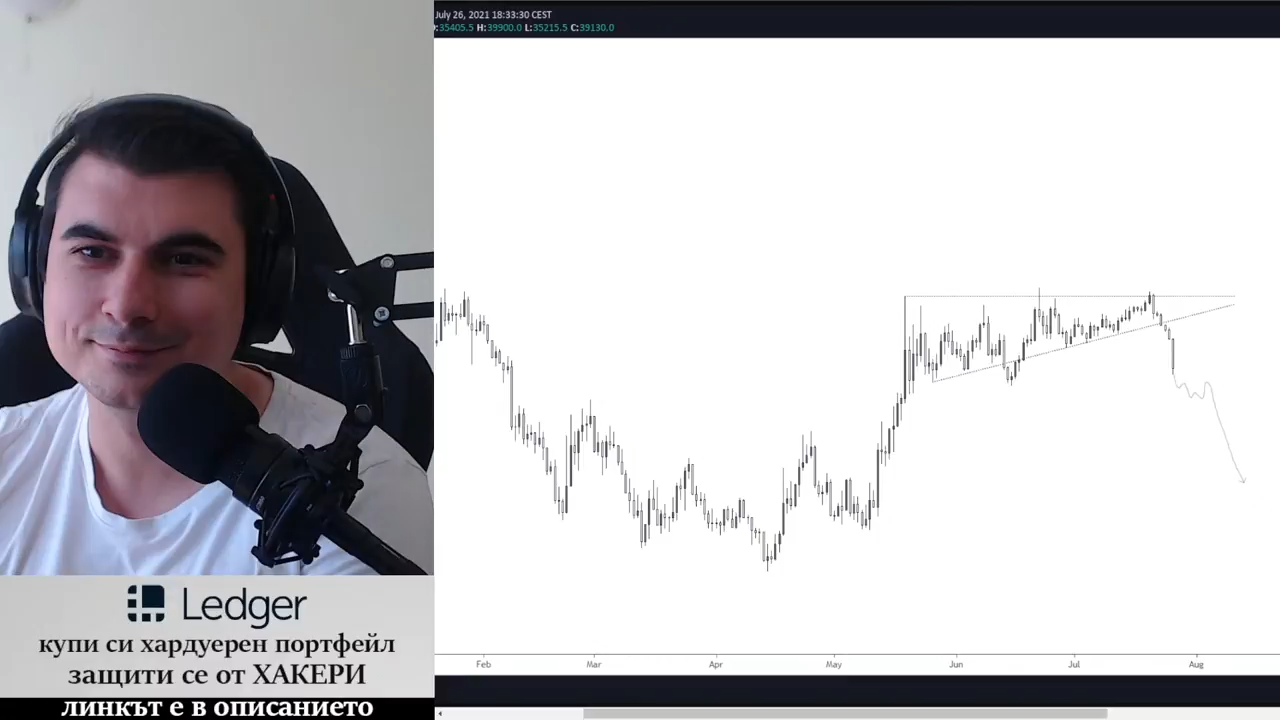 July 26, 2021 18:33:30 CEST
:35405.5 H:39900.0 L:35215.5 C:39130.0
Feb Mar Apr May Jun Jul Aug
Ledger
купи си хардуерен портфейл
защити се от ХАКЕРИ
линкът е в описанието